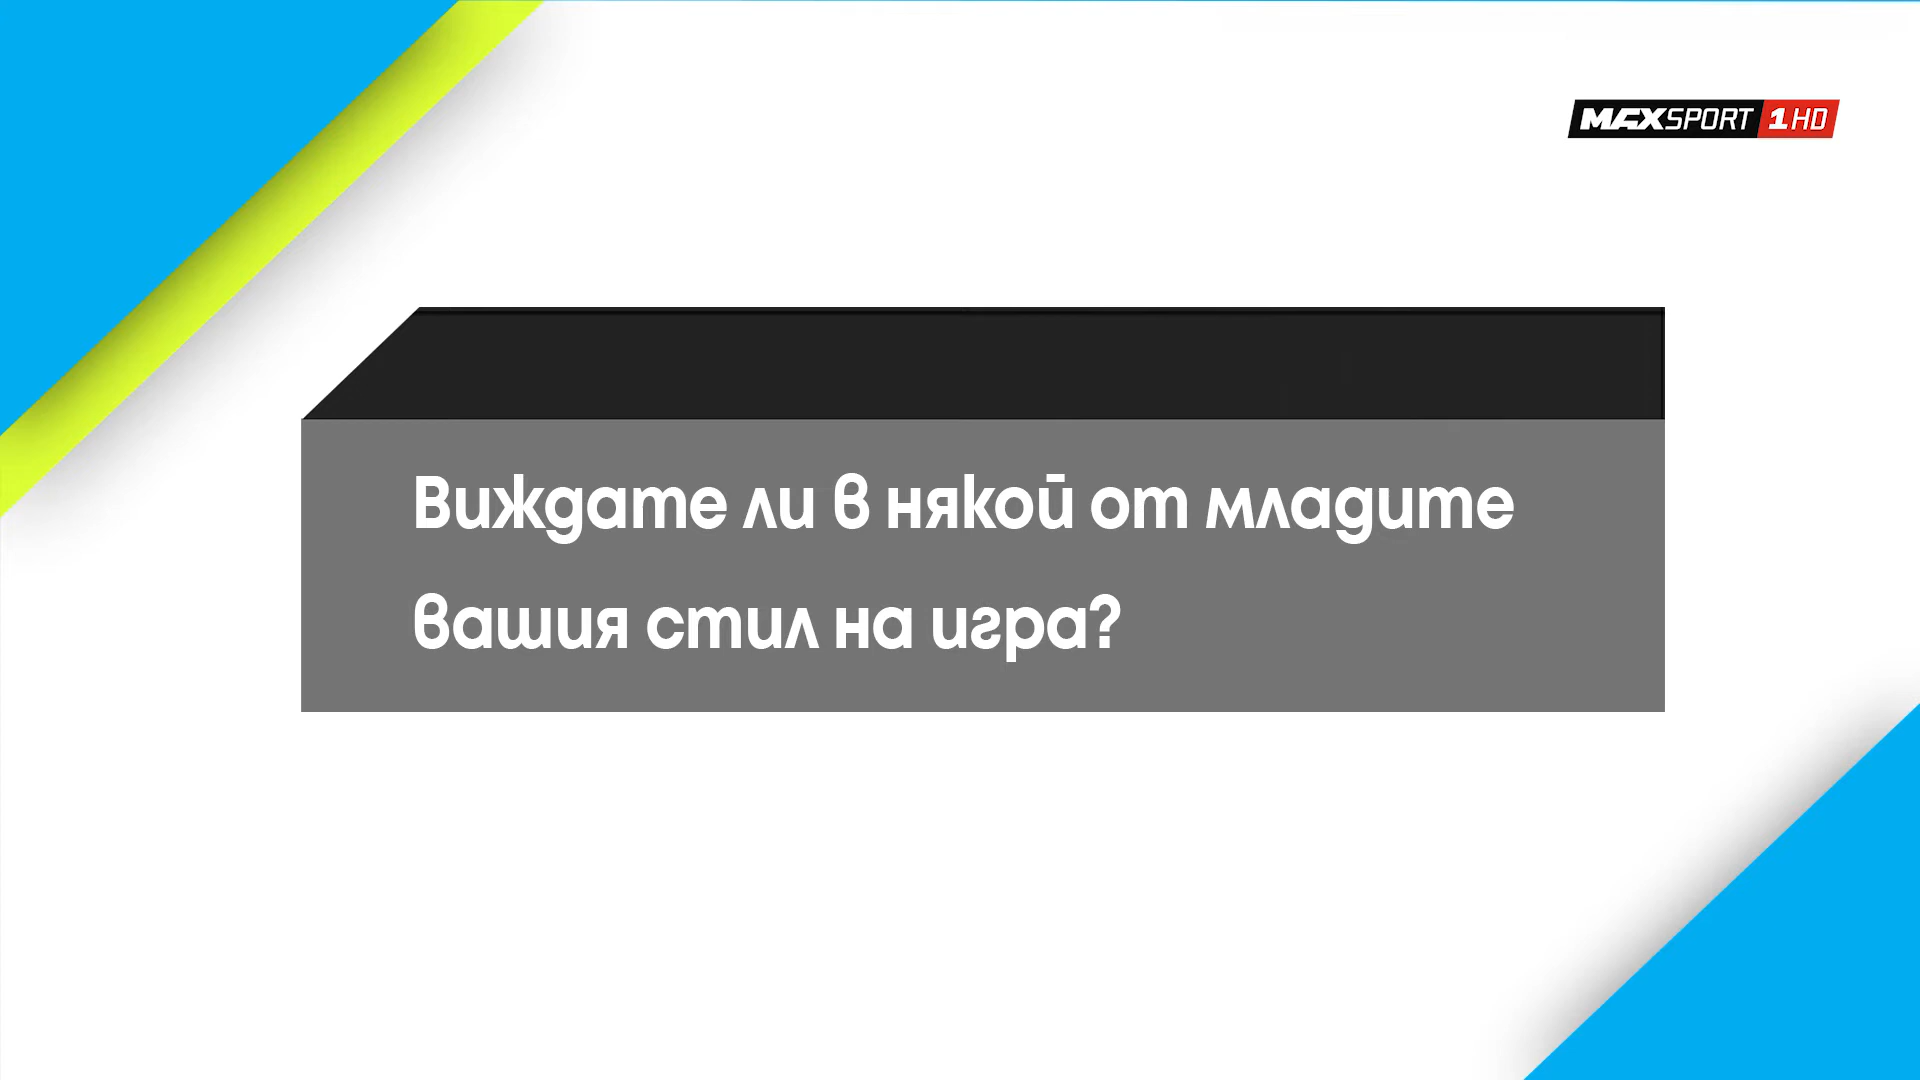 MAXSPORT 1HD
Виждате ли в някой от младите
вашия стил на игра?